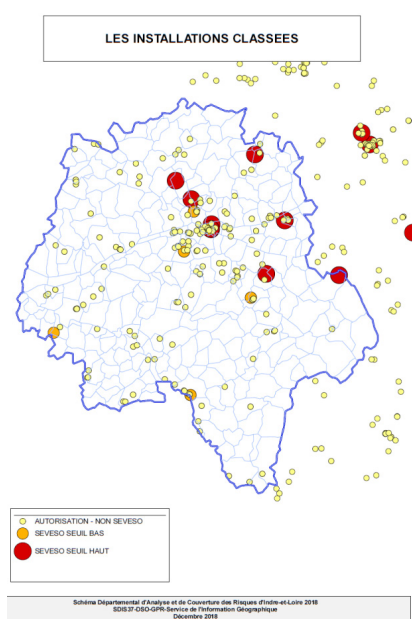 LES INSTALLATIONS CLASSEES
AUTORISATION - NON SEVESO
SEVESO SEUIL BAS
SEVESO SEUIL HAUT
Schéma Départemental d'Analyse et de Couverture des Risques d'Indre-et-Loire 2018
SDIS37-DSO-GPR-Service de l'Information Géographique
Décembre 2018